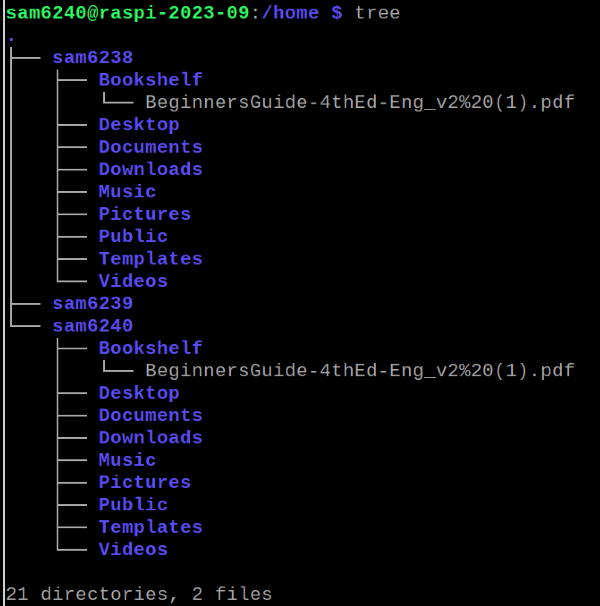 sam6240@raspi-2023-09:/home $ tree
.
├── sam6238
│   ├── Bookshelf
│   │   └── BeginnersGuide-4thEd-Eng_v2%20(1).pdf
│   ├── Desktop
│   ├── Documents
│   ├── Downloads
│   ├── Music
│   ├── Pictures
│   ├── Public
│   ├── Templates
│   └── Videos
├── sam6239
└── sam6240
    ├── Bookshelf
    │   └── BeginnersGuide-4thEd-Eng_v2%20(1).pdf
    ├── Desktop
    ├── Documents
    ├── Downloads
    ├── Music
    ├── Pictures
    ├── Public
    ├── Templates
    └── Videos

21 directories, 2 files